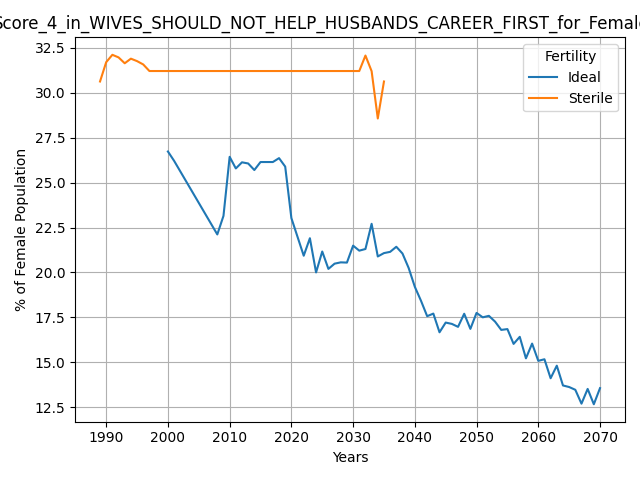 Score_4_in_WIVES_SHOULD_NOT_HELP_HUSBANDS_CAREER_FIRST_for_Female
32.5
30.0
27.5
25.0
22.5
20.0
17.5
15.0
12.5
% of Female Population
Fertility
Ideal
Sterile
1990 2000 2010 2020 2030 2040 2050 2060 2070
Years